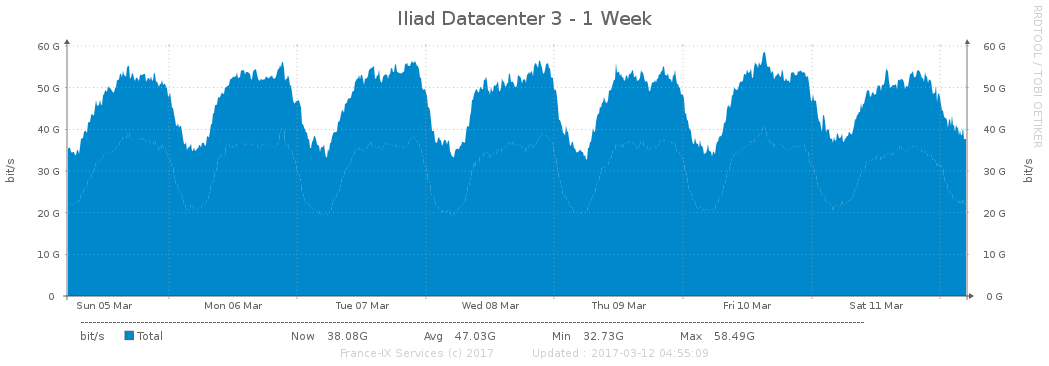 Iliad Datacenter 3 - 1 Week
RRDTOOL / TOBI OETIKER
60 G 60 G
50 G 50 G
40 G 40 G
30 G 30 G
20 G 20 G
10 G 10 G
0 0 G
bit/s bit/s
Sun 05 Mar Mon 06 Mar Tue 07 Mar Wed 08 Mar Thu 09 Mar Fri 10 Mar Sat 11 Mar
bit/s Total Now 38.08G Avg 47.03G Min 32.73G Max 58.49G
France-IX Services (c) 2017 Updated : 2017-03-12 04:55:09